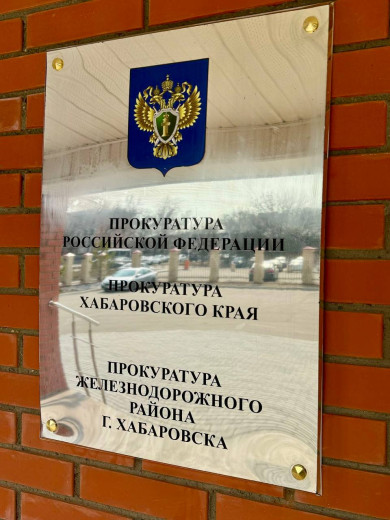 ПРОКУРАТУРА
РОССИЙСКОЙ ФЕДЕРАЦИИ
ПРОКУРАТУРА
ХАБАРОВСКОГО КРАЯ
ПРОКУРАТУРА
ЖЕЛЕЗНОДОРОЖНОГО
РАЙОНА
Г. ХАБАРОВСКА